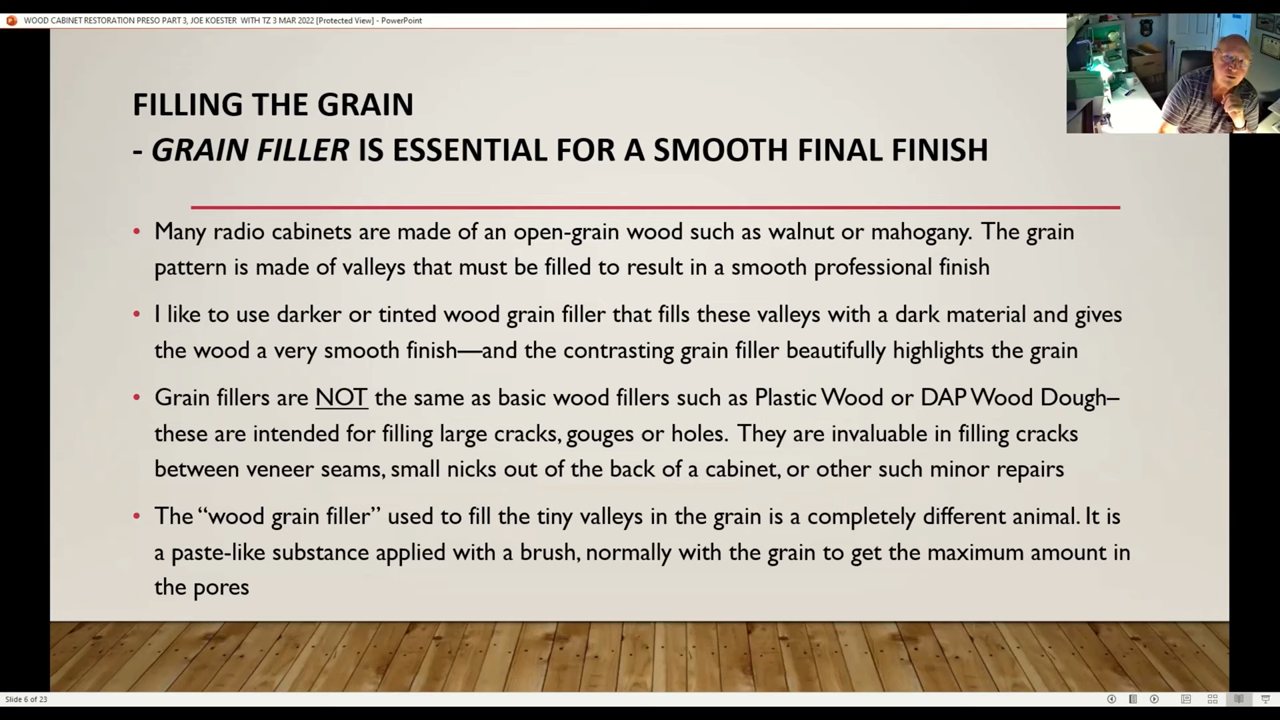 WOOD CABINET RESTORATION PRESO PART 3, JOE KOESTER  WITH TZ 3 MAR 2022 [Protected View] - PowerPoint
FILLING THE GRAIN
- GRAIN FILLER IS ESSENTIAL FOR A SMOOTH FINAL FINISH
• Many radio cabinets are made of an open-grain wood such as walnut or mahogany.  The grain
pattern is made of valleys that must be filled to result in a smooth professional finish
• I like to use darker or tinted wood grain filler that fills these valleys with a dark material and gives
the wood a very smooth finish—and the contrasting grain filler beautifully highlights the grain
• Grain fillers are NOT the same as basic wood fillers such as Plastic Wood or DAP Wood Dough–
these are intended for filling large cracks, gouges or holes.  They are invaluable in filling cracks
between veneer seams, small nicks out of the back of a cabinet, or other such minor repairs
• The “wood grain filler” used to fill the tiny valleys in the grain is a completely different animal. It is
a paste-like substance applied with a brush, normally with the grain to get the maximum amount in
the pores
Slide 6 of 23